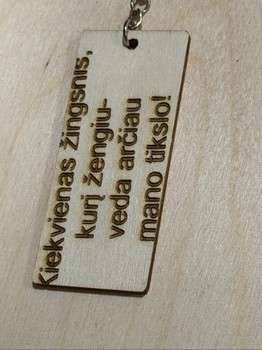 Kiekvienas žingsnis,
kurį žengiu-
veda arčiau
mano tikslo!